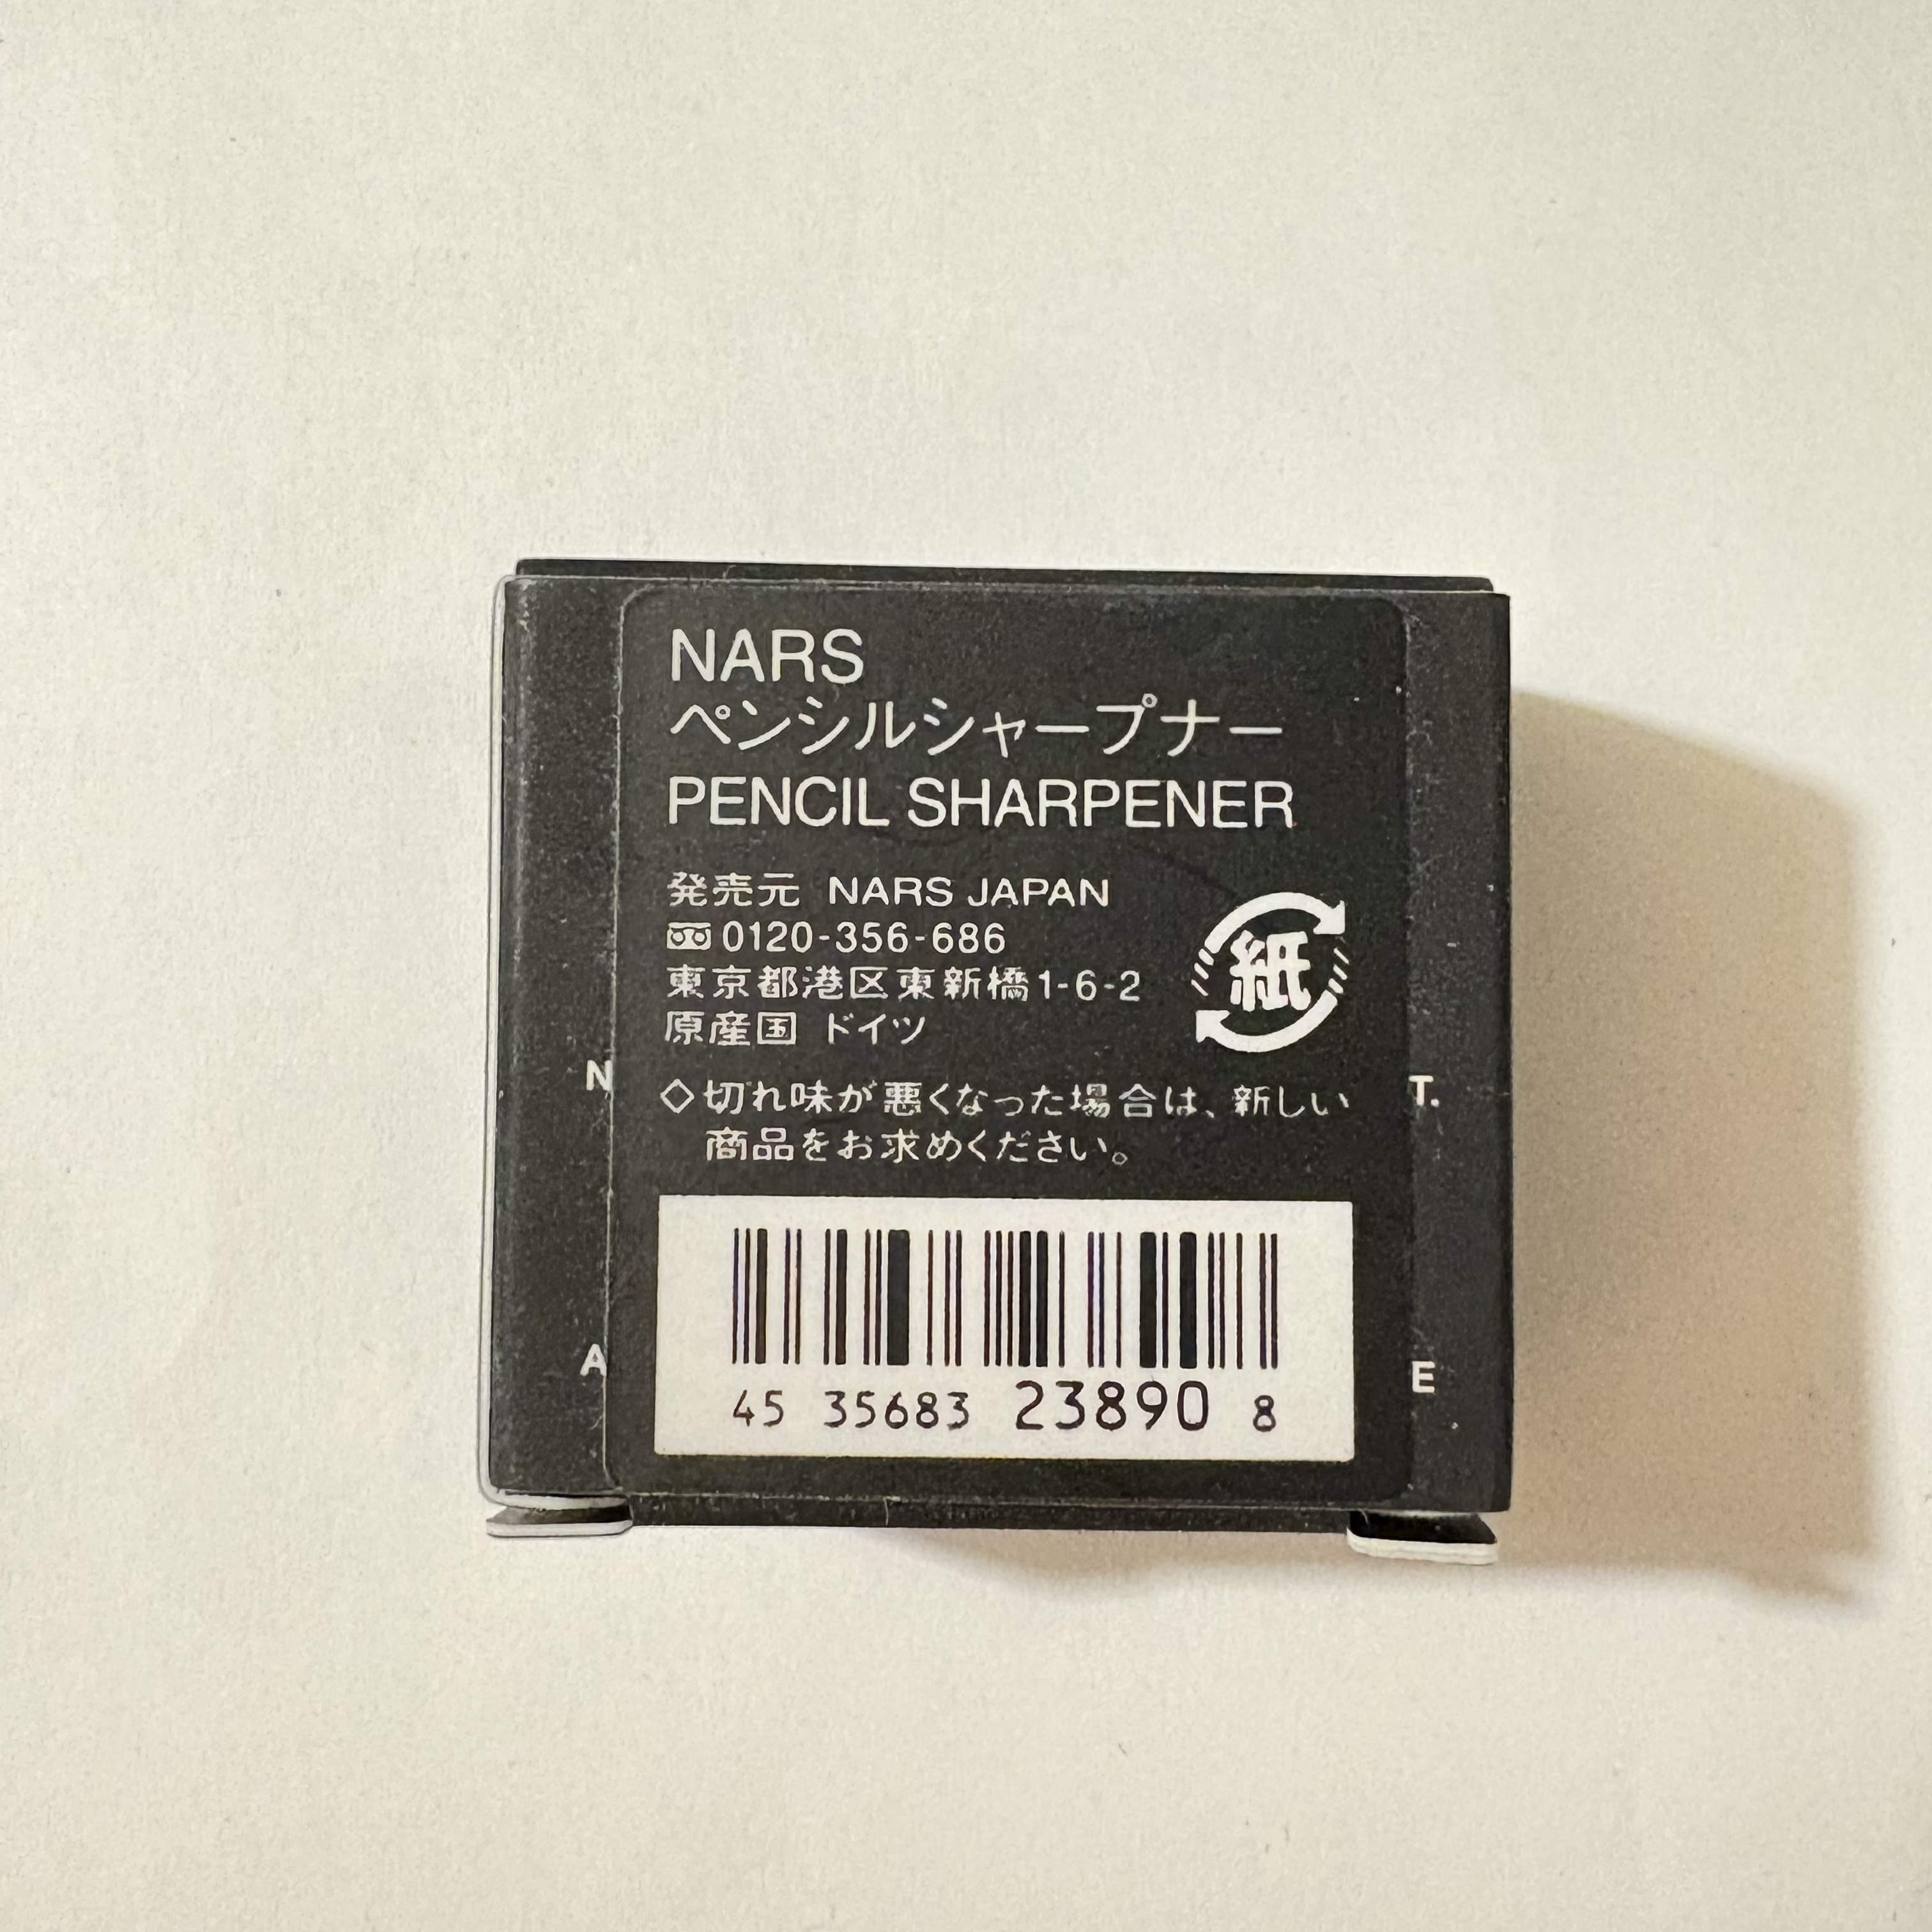 NARS
ペンシルシャープナー
PENCIL SHARPENER
発売元 NARS JAPAN
0120-356-686
東京都港区東新橋1-6-2
原産国 ドイツ
紙
◇切れ味が悪くなった場合は、新しい
商品をお求めください。
N T.
A E
45 35683 23890 8